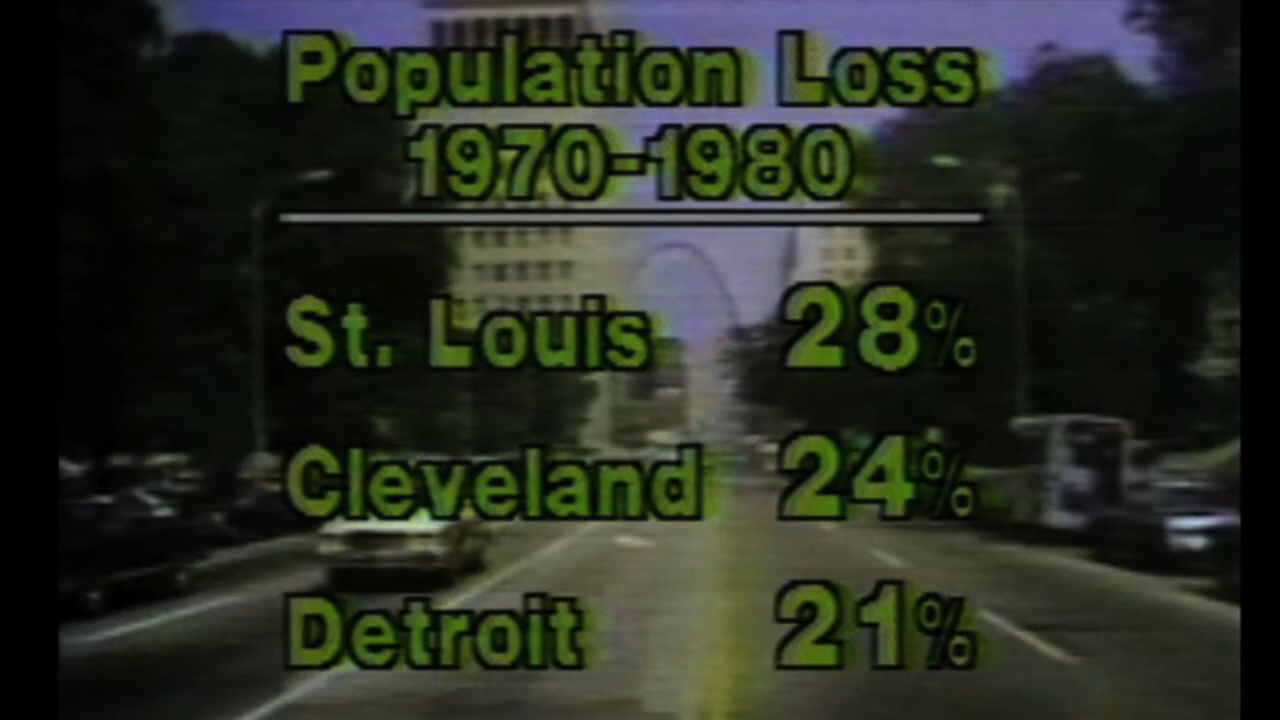 Population Loss
1970-1980
St. Louis 28%
Cleveland 24%
Detroit 21%